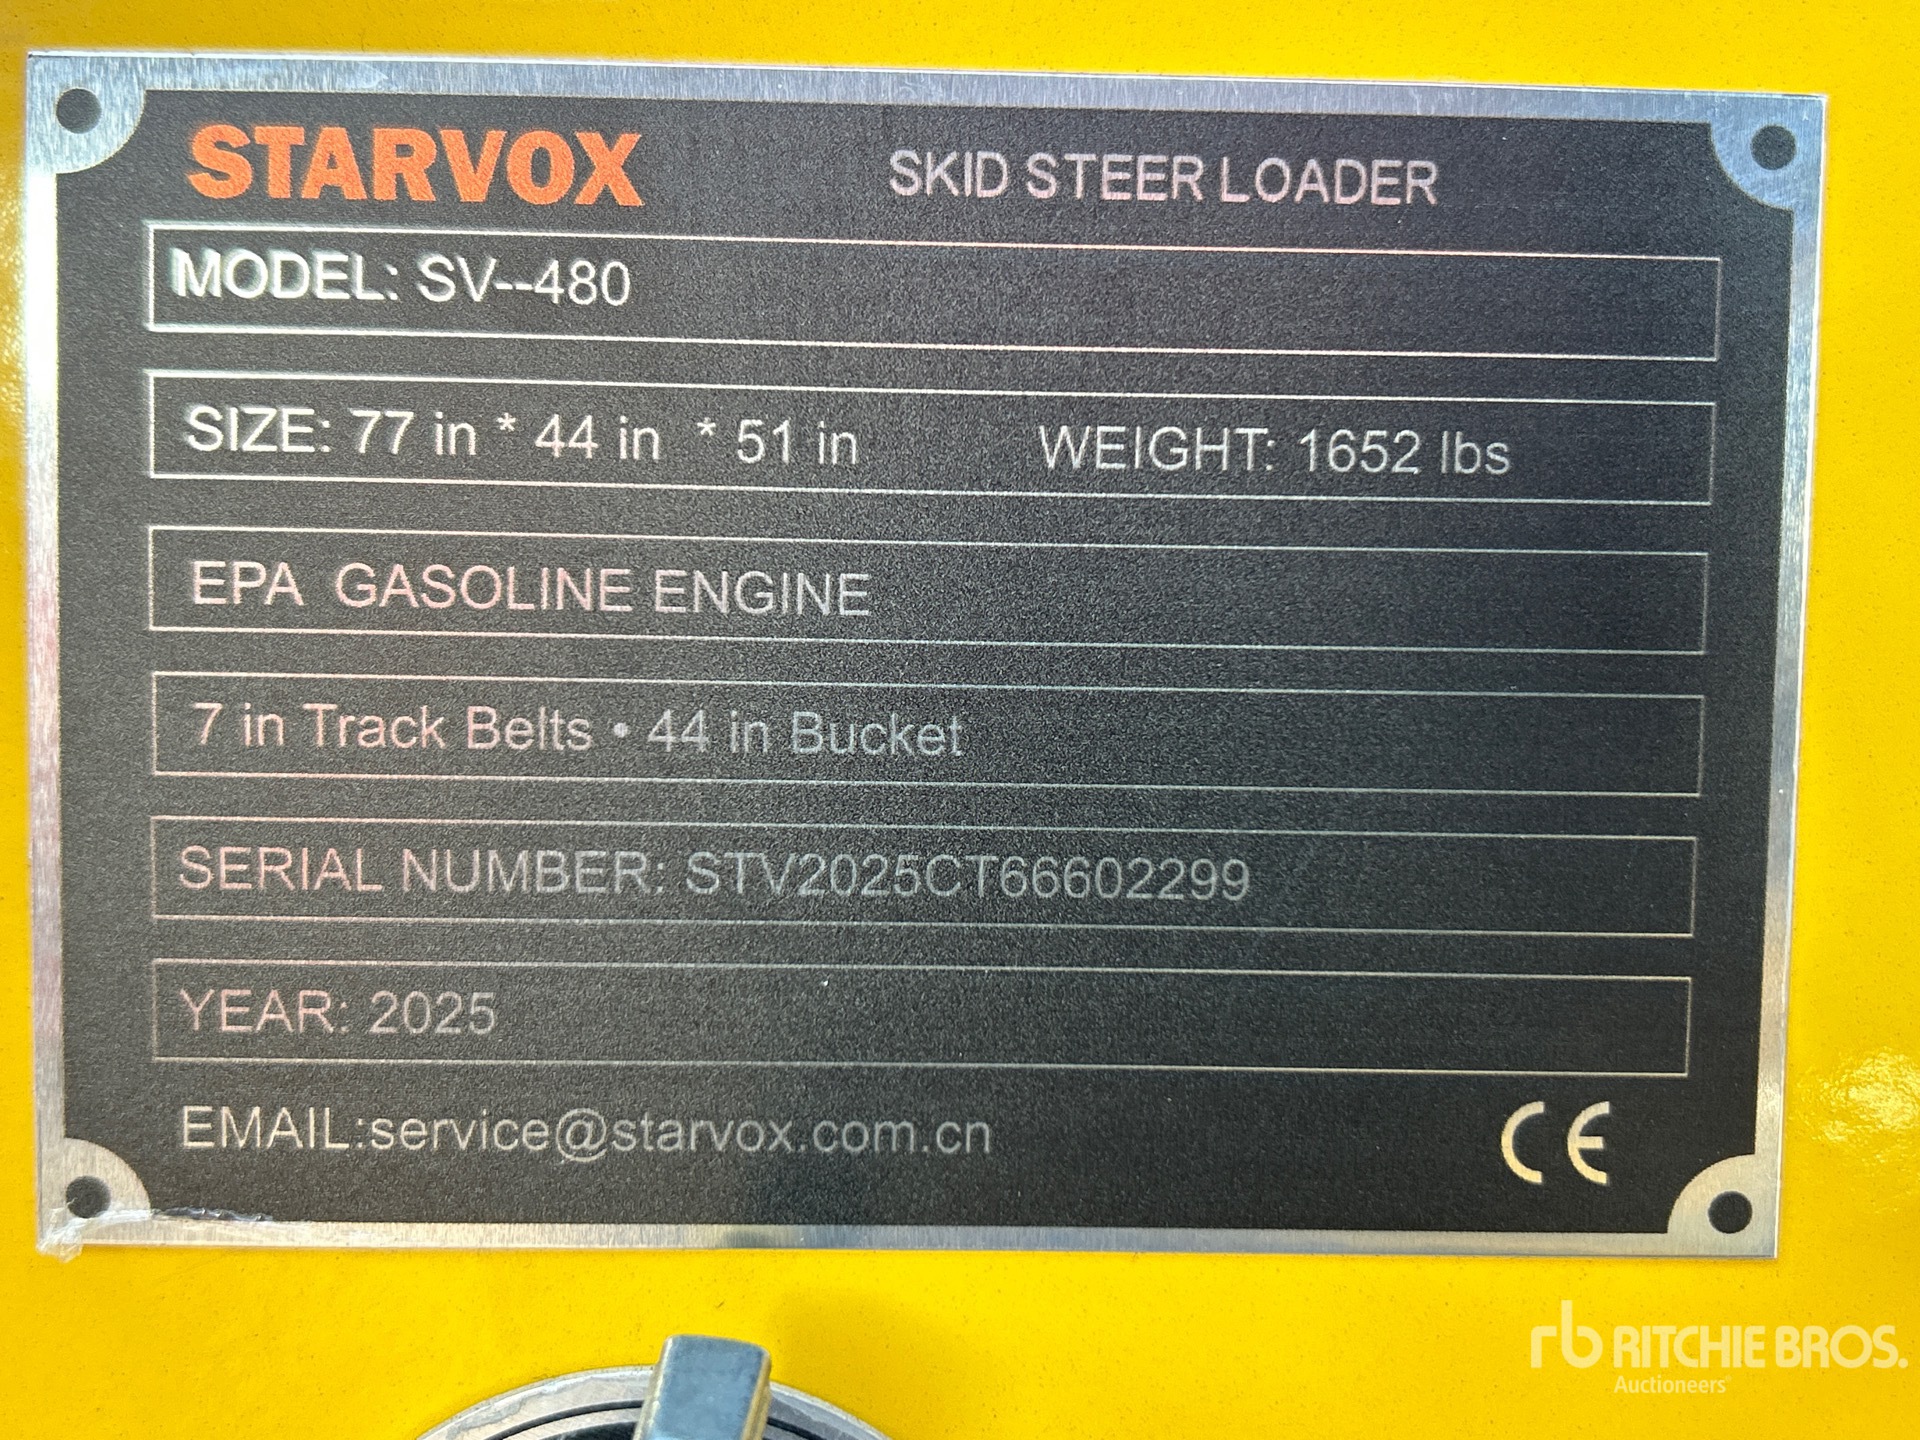 STARVOX SKID STEER LOADER
MODEL: SV--480
SIZE: 77 in * 44 in * 51 in WEIGHT: 1652 lbs
EPA GASOLINE ENGINE
7 in Track Belts • 44 in Bucket
SERIAL NUMBER: STV2025CT66602299
YEAR: 2025
EMAIL:service@starvox.com.cn CE
rb RITCHIE BROS.
Auctioneers